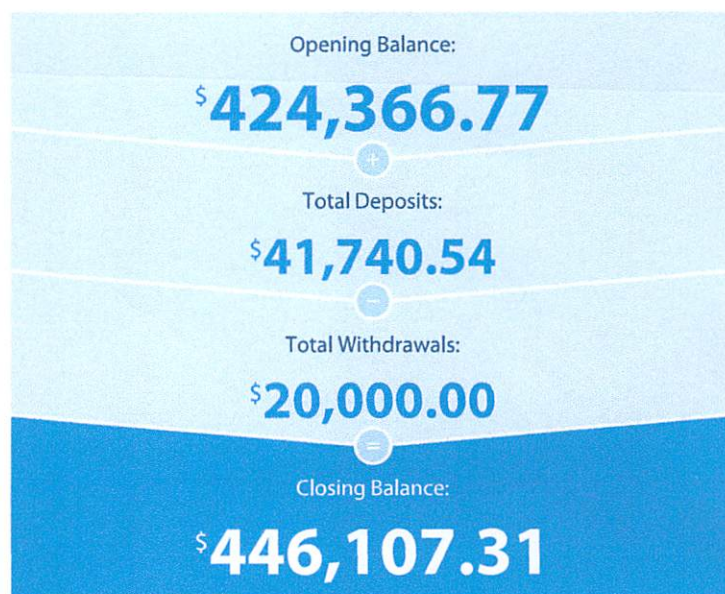 Opening Balance:
$424,366.77
+
Total Deposits:
$41,740.54
−
Total Withdrawals:
$20,000.00
=
Closing Balance:
$446,107.31